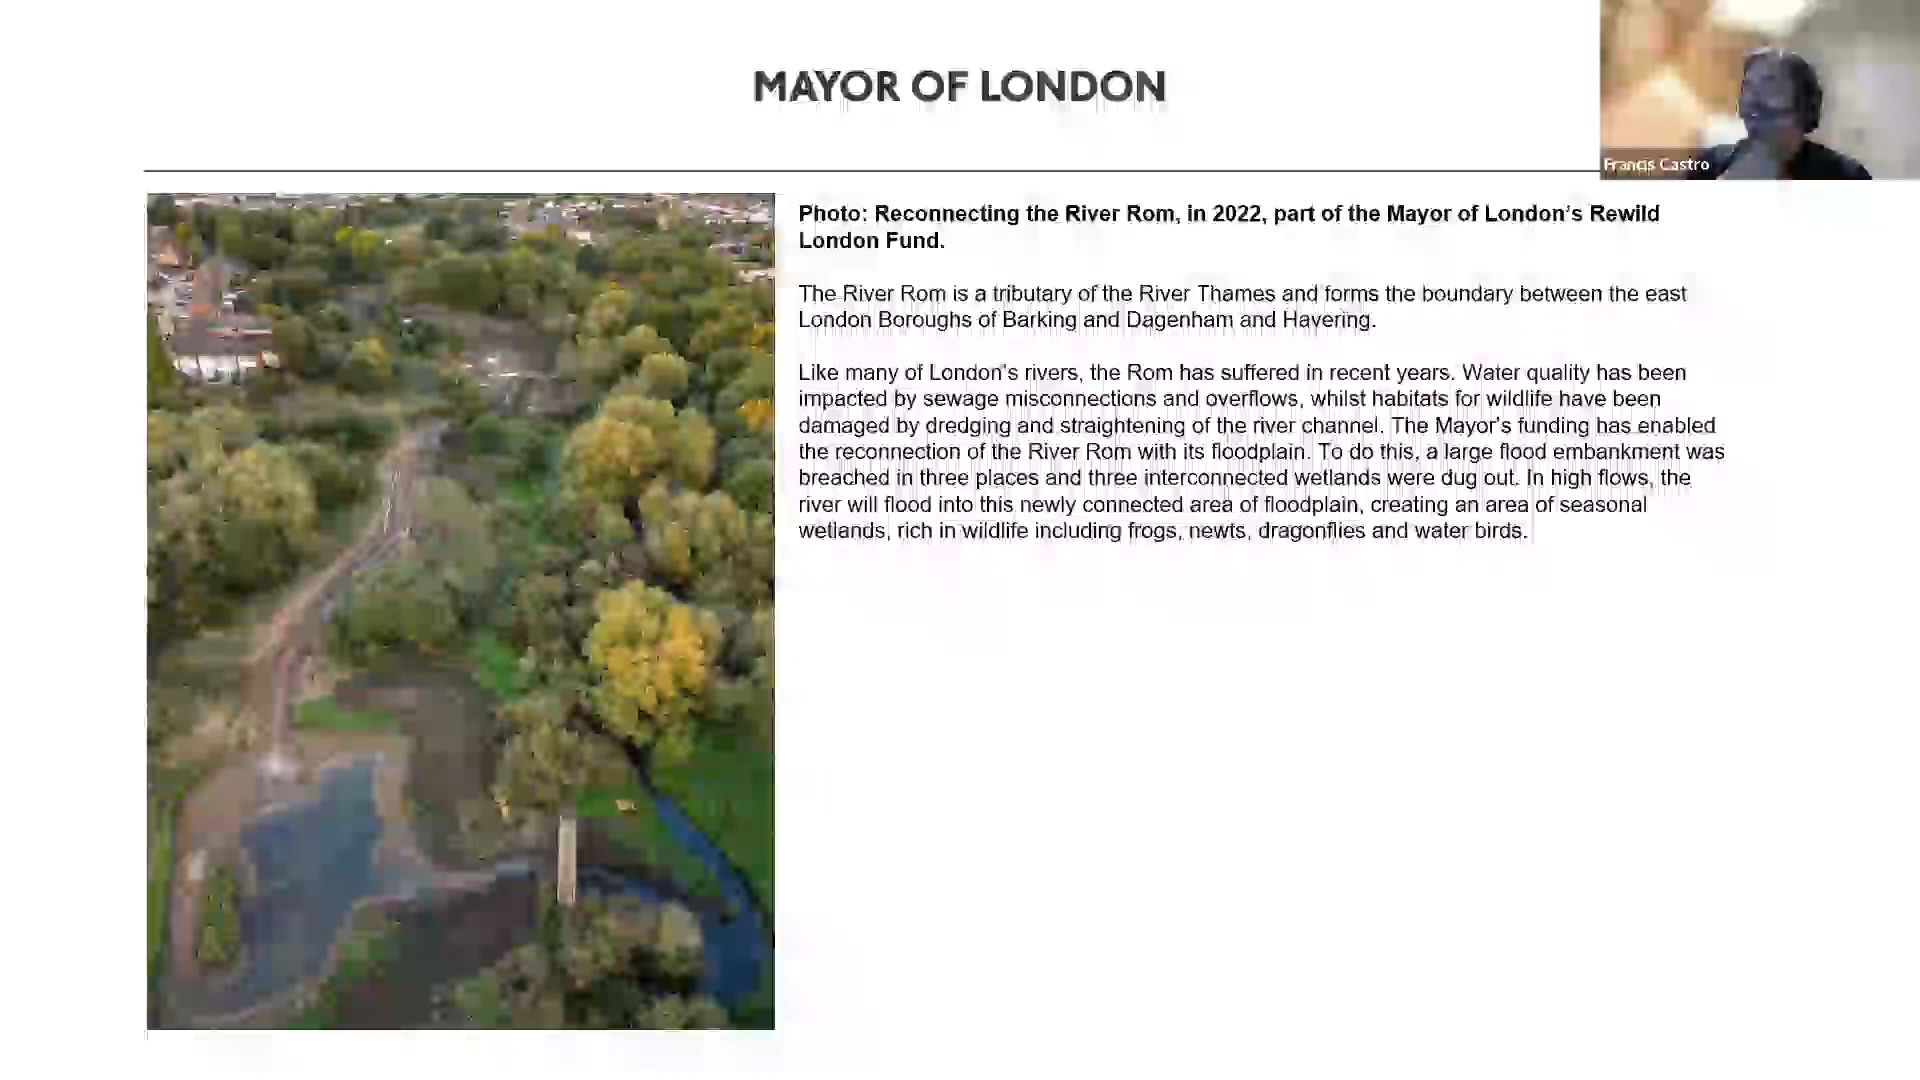 MAYOR OF LONDON
Francis Castro
Photo: Reconnecting the River Rom, in 2022, part of the Mayor of London’s Rewild
London Fund.
The River Rom is a tributary of the River Thames and forms the boundary between the east
London Boroughs of Barking and Dagenham and Havering.
Like many of London's rivers, the Rom has suffered in recent years. Water quality has been
impacted by sewage misconnections and overflows, whilst habitats for wildlife have been
damaged by dredging and straightening of the river channel. The Mayor’s funding has enabled
the reconnection of the River Rom with its floodplain. To do this, a large flood embankment was
breached in three places and three interconnected wetlands were dug out. In high flows, the
river will flood into this newly connected area of floodplain, creating an area of seasonal
wetlands, rich in wildlife including frogs, newts, dragonflies and water birds.